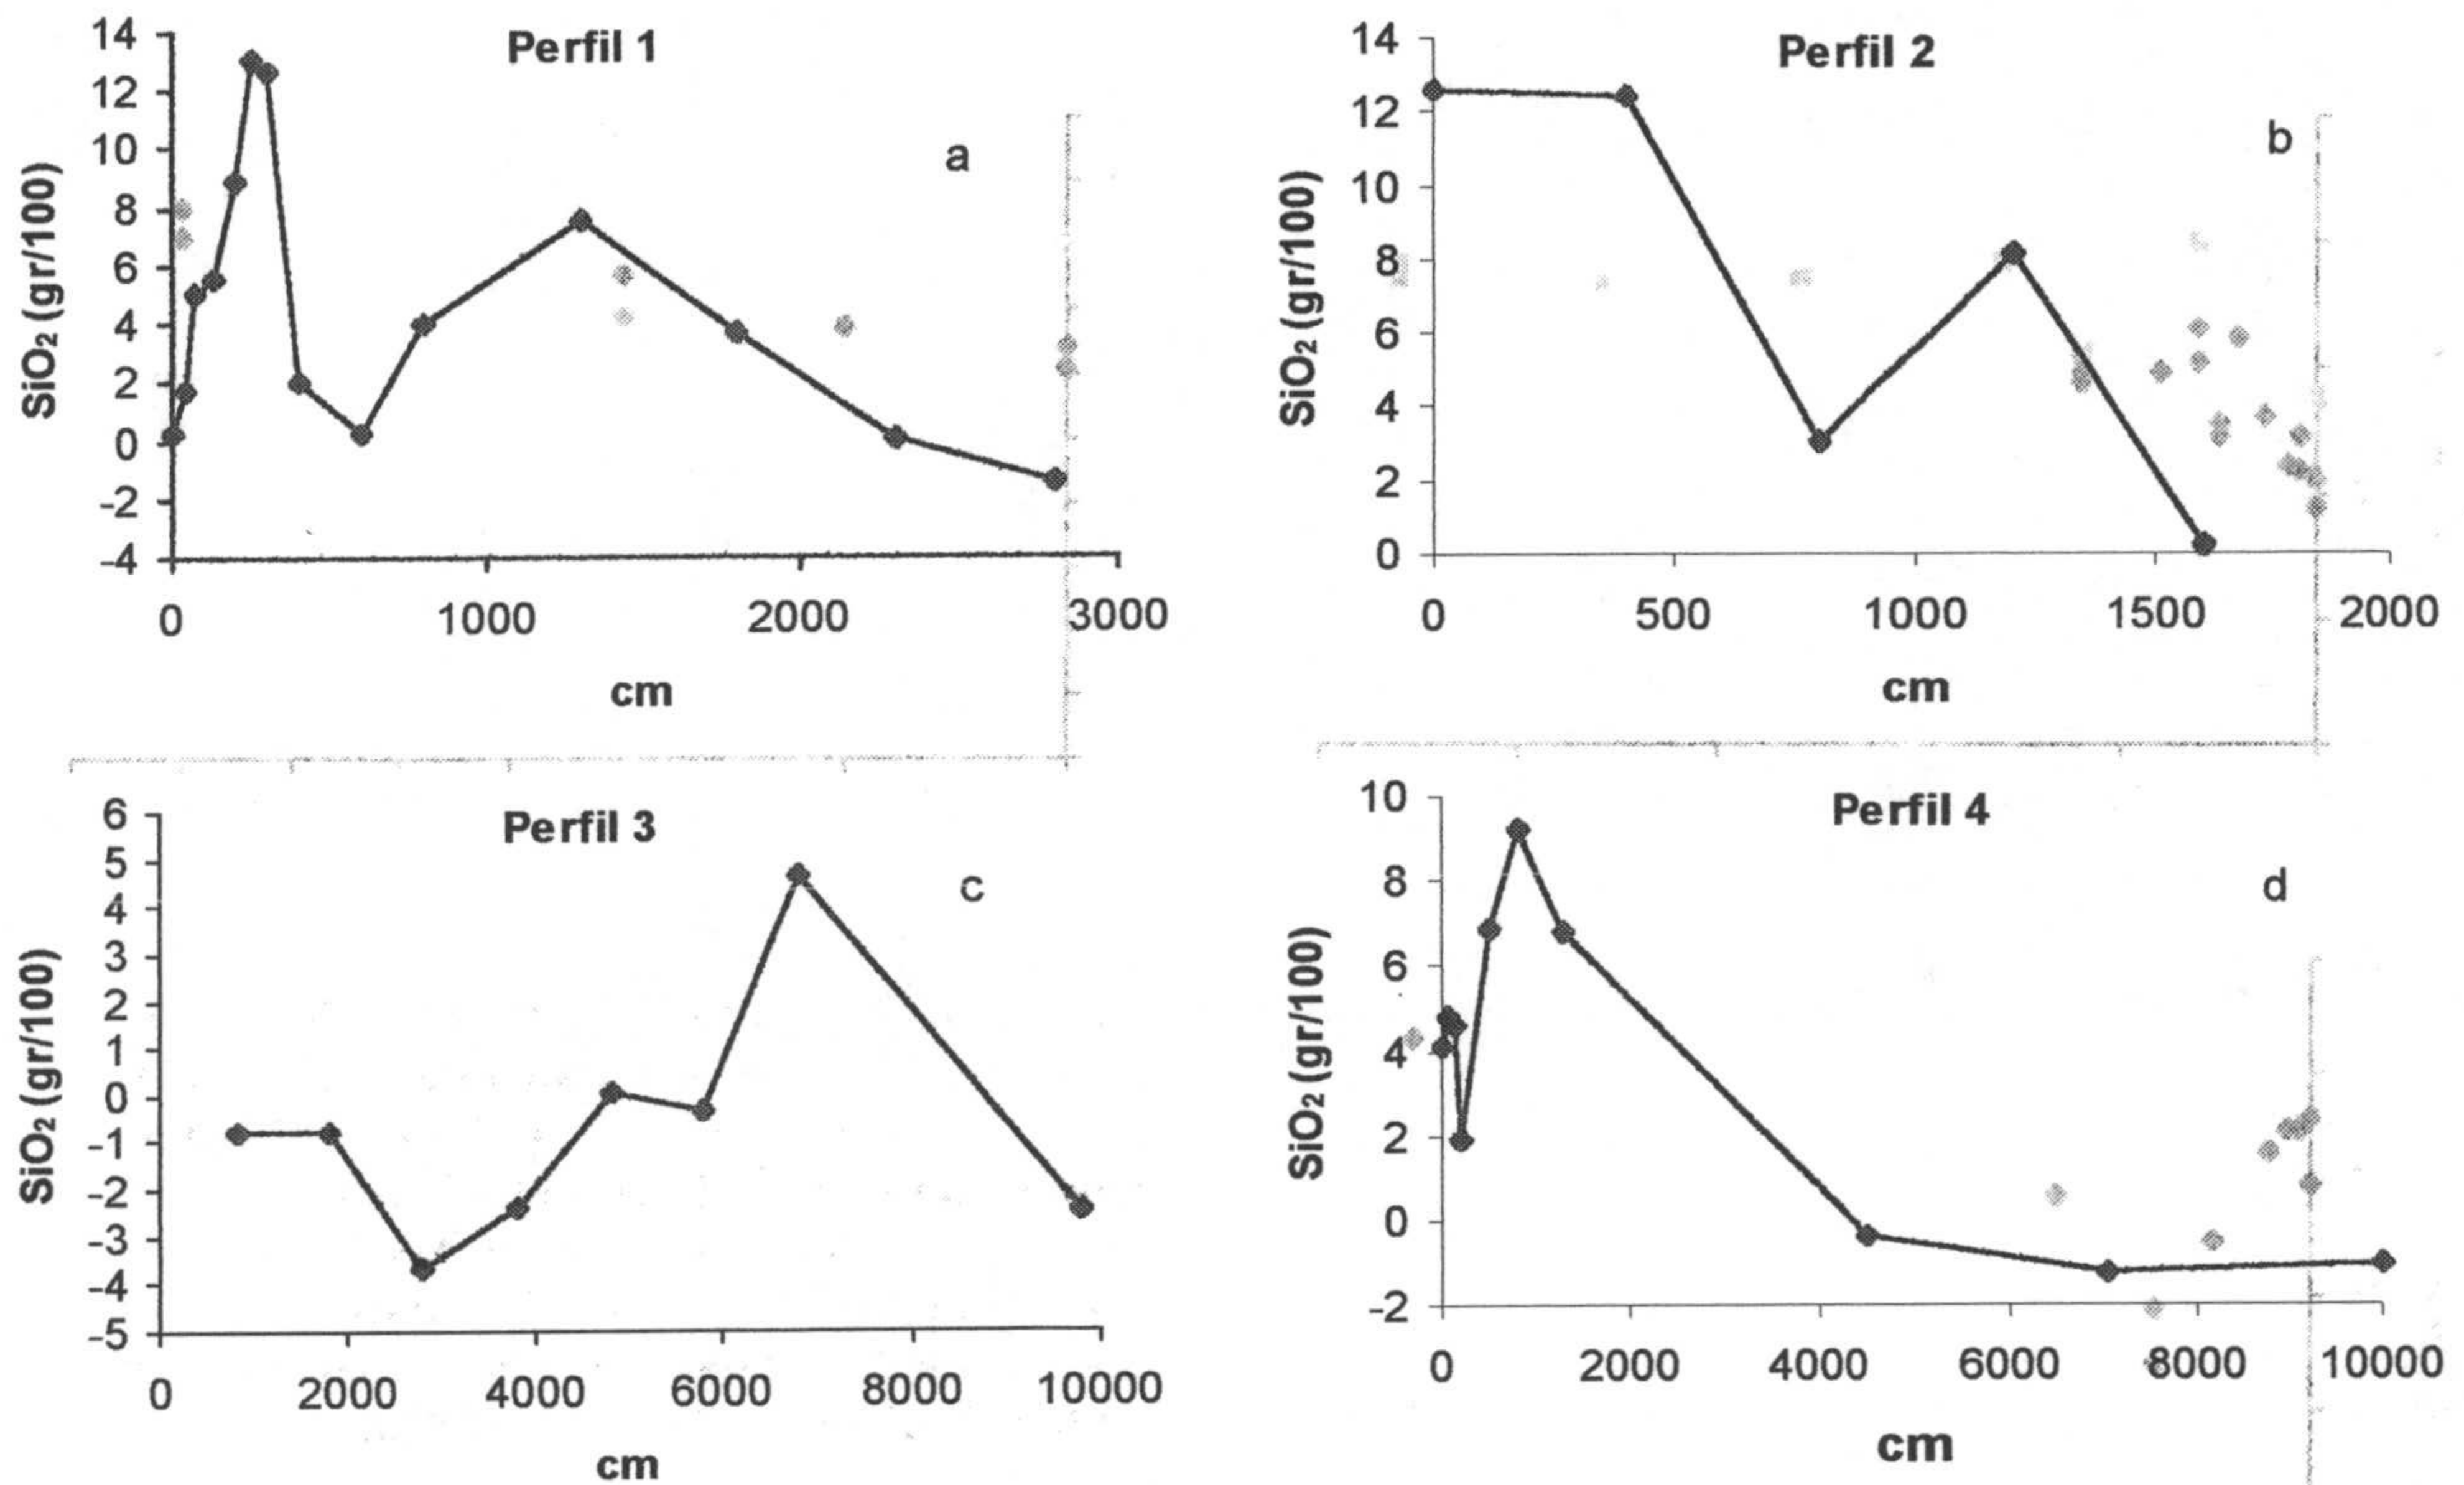 Perfil 1
a
SiO₂ (gr/100)
14
12
10
8
6
4
2
0
-2
-4
0 1000 2000 3000
cm
Perfil 2
b
SiO₂ (gr/100)
14
12
10
8
6
4
2
0
0 500 1000 1500 2000
cm
Perfil 3
c
SiO₂ (gr/100)
6
5
4
3
2
1
0
-1
-2
-3
-4
-5
0 2000 4000 6000 8000 10000
cm
Perfil 4
d
SiO₂ (gr/100)
10
8
6
4
2
0
-2
0 2000 4000 6000 8000 10000
cm